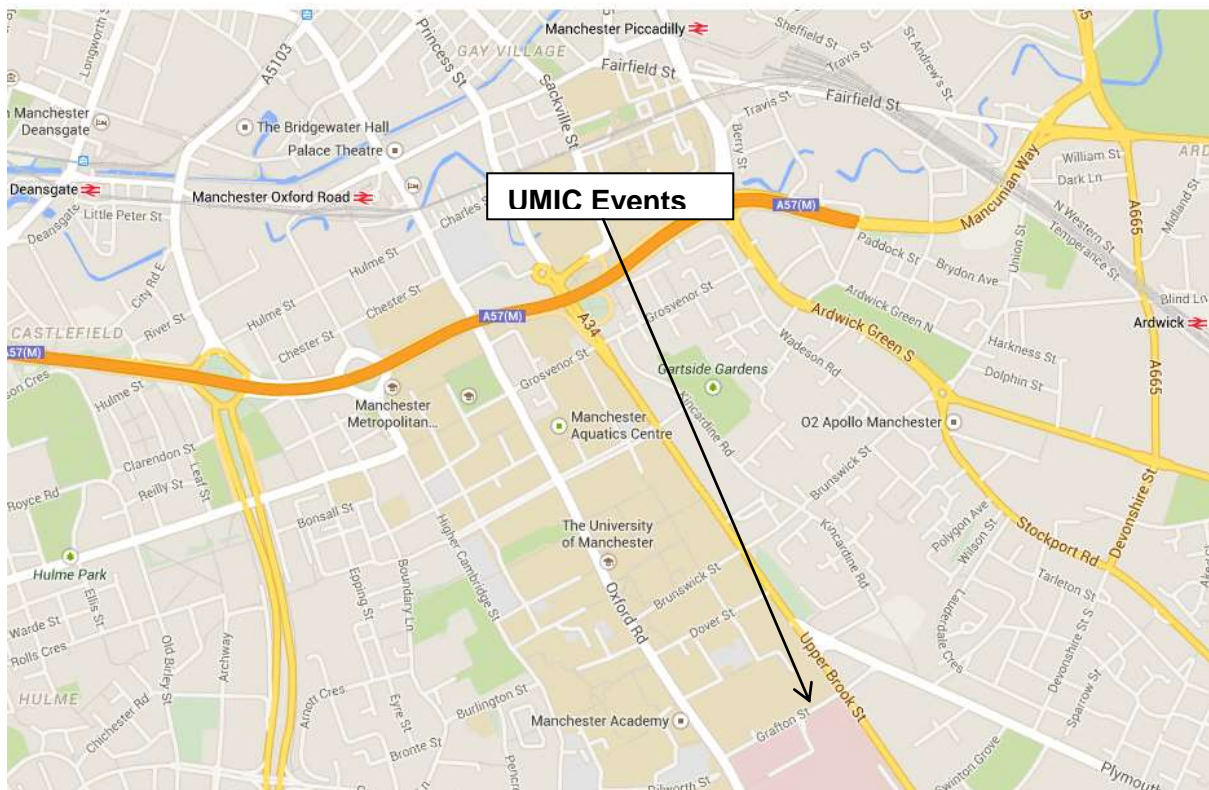 Manchester Piccadilly
Sheffield St
Travis St
St Andrew's St
Longworth St
A5103
Princess St
GAY VILLAGE
Sackville St
Fairfield St
Travis St
Fairfield St
Manchester
Deansgate
The Bridgewater Hall
Palace Theatre
Berry St
Mancunian Way
William St
Dark Ln
Deansgate
Manchester Oxford Road
UMIC Events
Little Peter St
Deansgate
Charles
A57(M)
A665
Midland St
N Western St
Temperance St
Union St
Paddock St
Brydon Ave
City Rd E
Hulme St
Chester St
Blind Ln
Ardwick
CASTLEFIELD
River St
Hulme St
Chester St
A57(M)
A34
Grosvenor St
Ardwick Green N
Ardwick Green S
Wadeson Rd
Harkness St
Dolphin St
A665
57(M)
Hulme St
Grosvenor St
Gartside Gardens
Manchester
Metropolitan...
Manchester
Aquatics Centre
Kincardine Rd
O2 Apollo Manchester
Clarendon St
Leaf St
Royce Rd
Reilly St
Bonsall St
Higher Cambridge St
Brunswick St
Kincardine Rd
Polygon Ave
Wilson St
Stockport Rd
Devonshire St
The University
of Manchester
Hulme Park
Ellis St
Epping St
Boundary Ln
Oxford Rd
Brunswick St
Dover St
Tarleton St
Lauderdale Cres
Devonshire St S
Sparrow St
Warde St
Rolls Cres
Old Birley St
Archway
HULME
Chichester Rd
Arnott Cres
Eyre St
Burlington St
Bronte St
Manchester Academy
Grafton St
Upper Brook St
Swinton Grove
Plymouth
Dilworth St